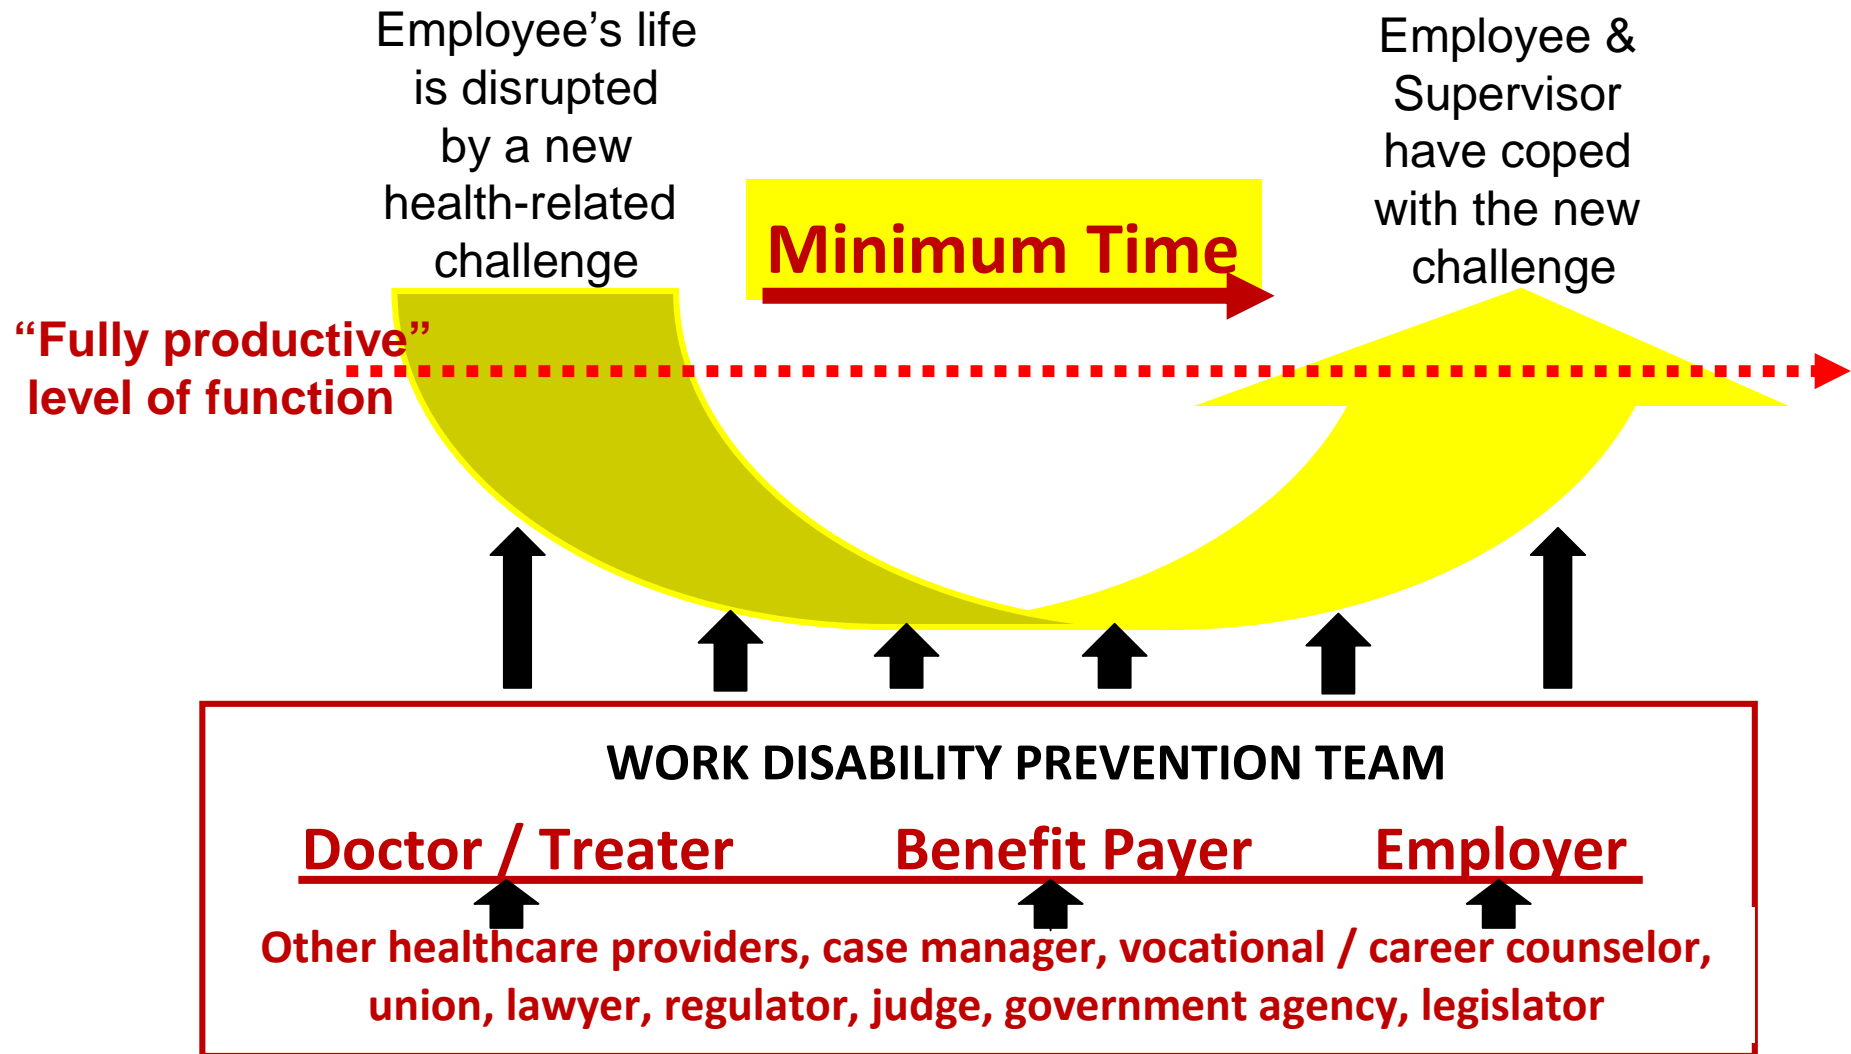 Employee’s life
is disrupted
by a new
health-related
challenge
Employee &
Supervisor
have coped
with the new
challenge
Minimum Time
“Fully productive”
level of function
WORK DISABILITY PREVENTION TEAM
Doctor / Treater Benefit Payer Employer
Other healthcare providers, case manager, vocational / career counselor,
union, lawyer, regulator, judge, government agency, legislator